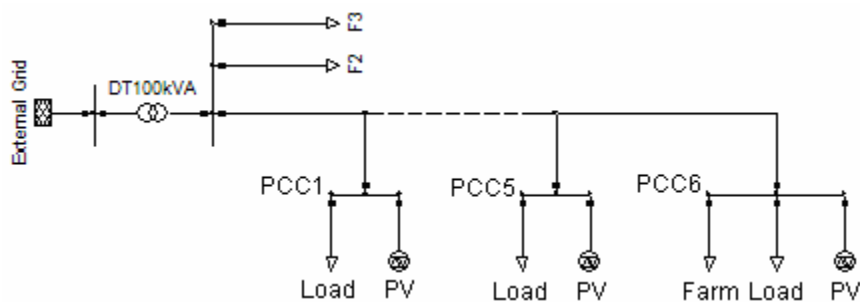 F3
F2
DT100kVA
External Grid
PCC1
PCC5
PCC6
Load PV
Load PV
Farm Load PV